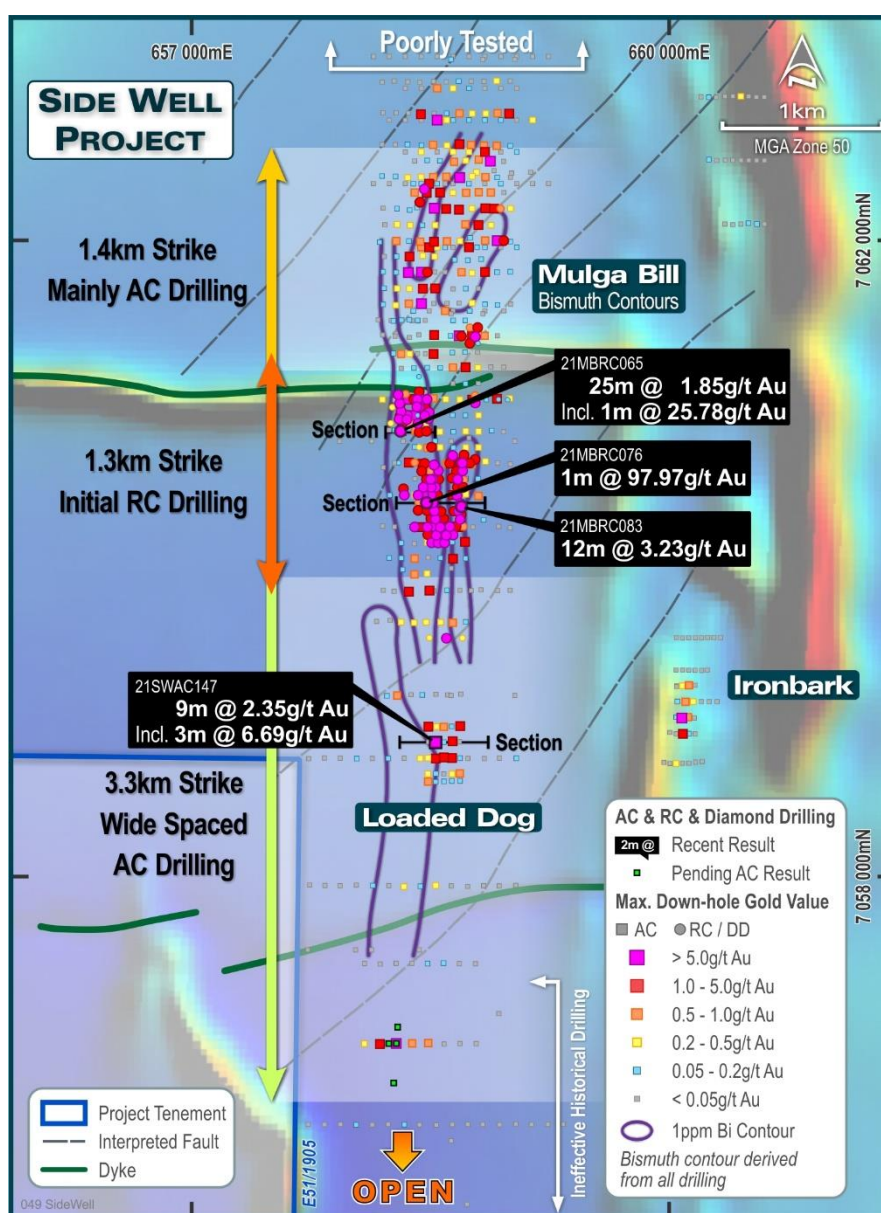 657 000mE
Poorly Tested
660 000mE
SIDE WELL
PROJECT
N
1km
MGA Zone 50
7 062 000mN
1.4km Strike
Mainly AC Drilling
Mulga Bill
Bismuth Contours
21MBRC065
25m @ 1.85g/t Au
Incl. 1m @ 25.78g/t Au
Section
1.3km Strike
Initial RC Drilling
21MBRC076
1m @ 97.97g/t Au
Section
21MBRC083
12m @ 3.23g/t Au
21SWAC147
9m @ 2.35g/t Au
Incl. 3m @ 6.69g/t Au
Ironbark
Section
3.3km Strike
Wide Spaced
AC Drilling
Loaded Dog
7 058 000mN
AC & RC & Diamond Drilling
2m @ Recent Result
Pending AC Result
Max. Down-hole Gold Value
AC RC / DD
> 5.0g/t Au
1.0 - 5.0g/t Au
0.5 - 1.0g/t Au
0.2 - 0.5g/t Au
0.05 - 0.2g/t Au
< 0.05g/t Au
1ppm Bi Contour
Bismuth contour derived
from all drilling
Ineffective Historical Drilling
Project Tenement
Interpreted Fault
Dyke
E51/1905
OPEN
049 SideWell